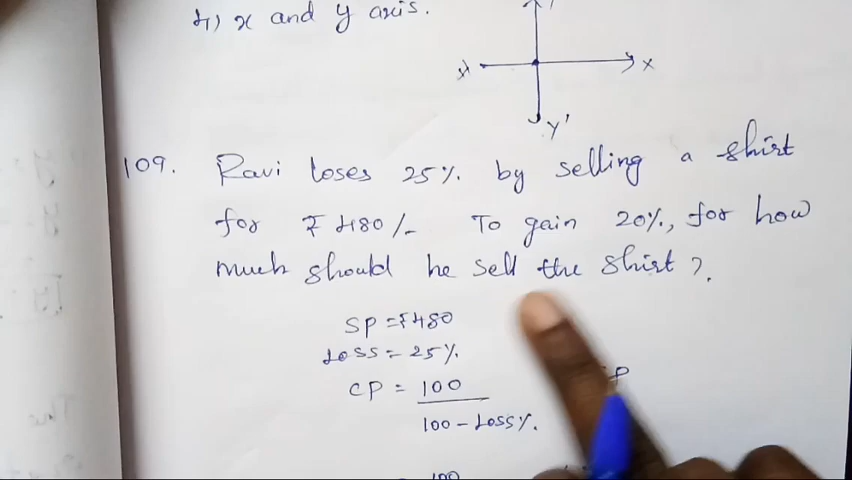 4) x and y axis.
X' X
Y'
109. Ravi loses 25%. by selling a shirt
for ₹480/- To gain 20%, for how
much should he sell the shirt?.
SP = ₹480
Loss = 25%.
CP = 100
100 - Loss%.
100